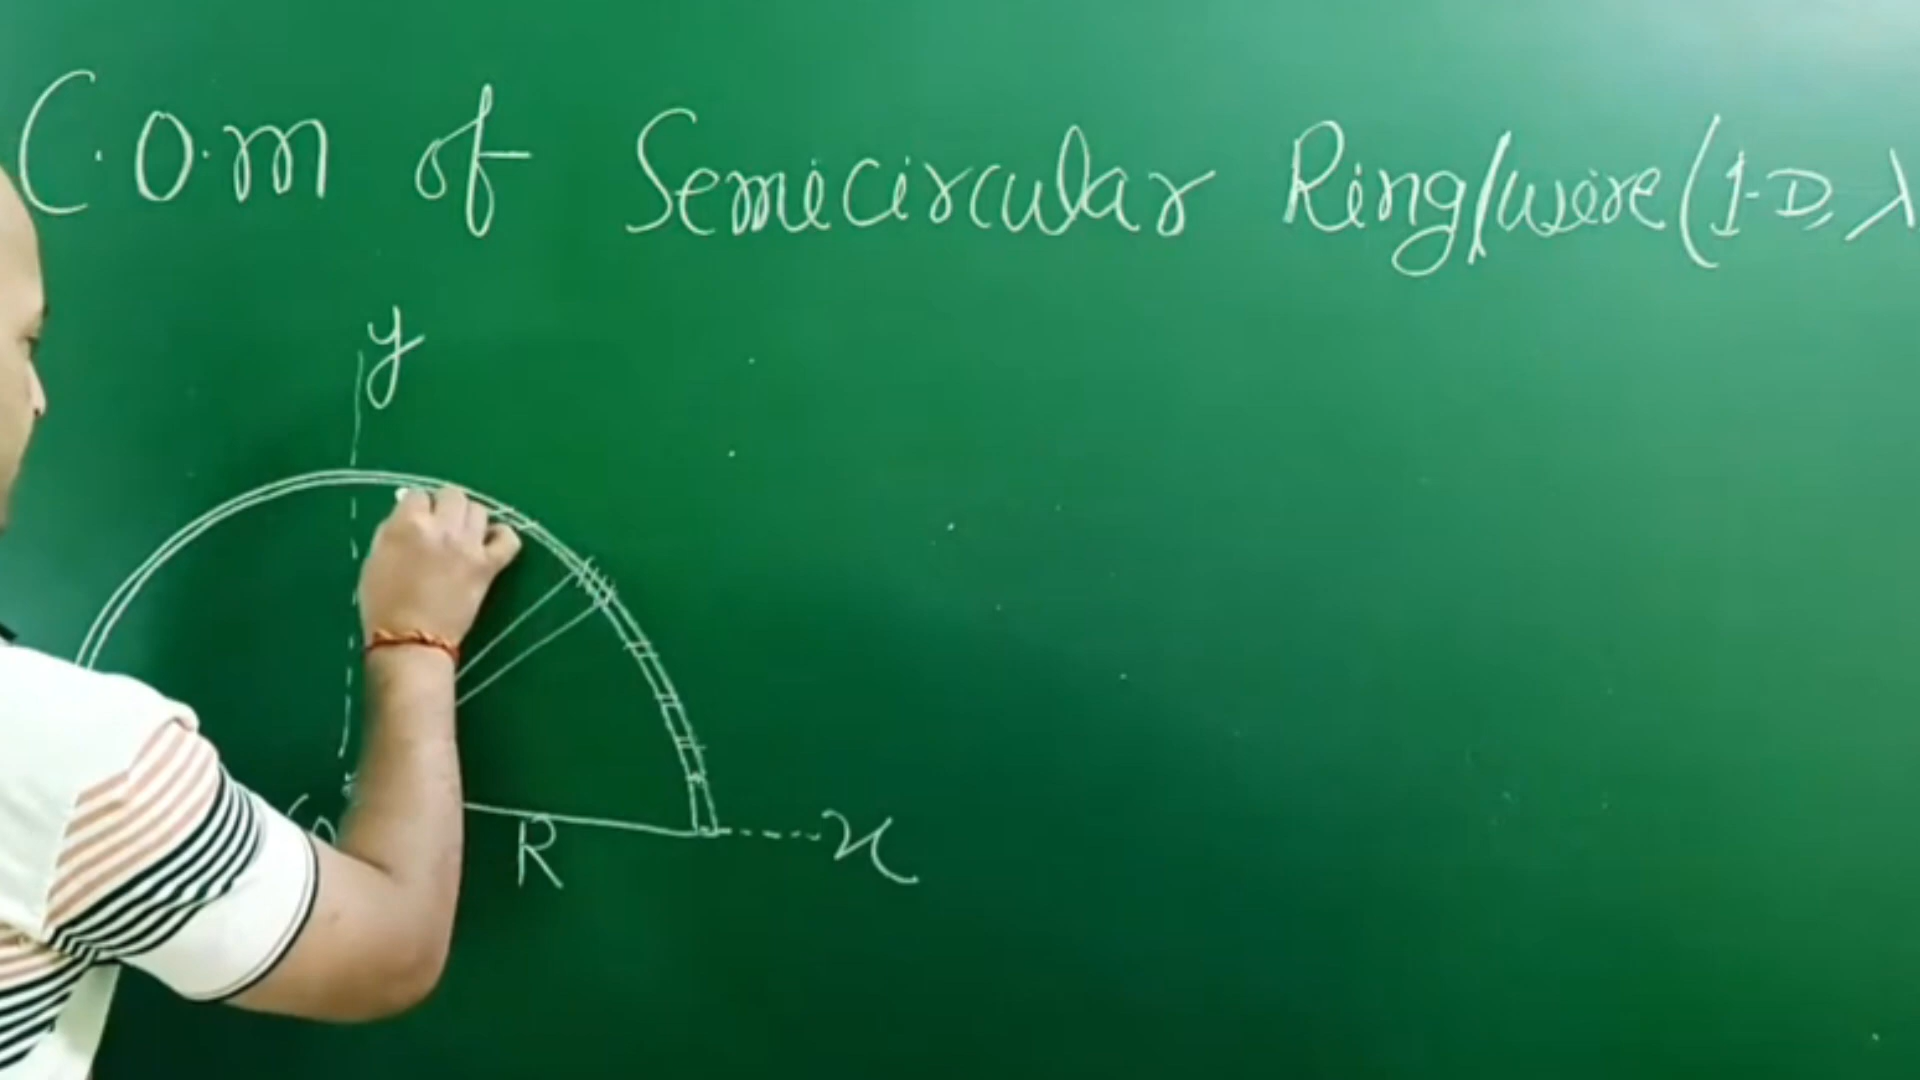 C.O.M of Semicircular Ring/wire(1-D, λ
y
R
x